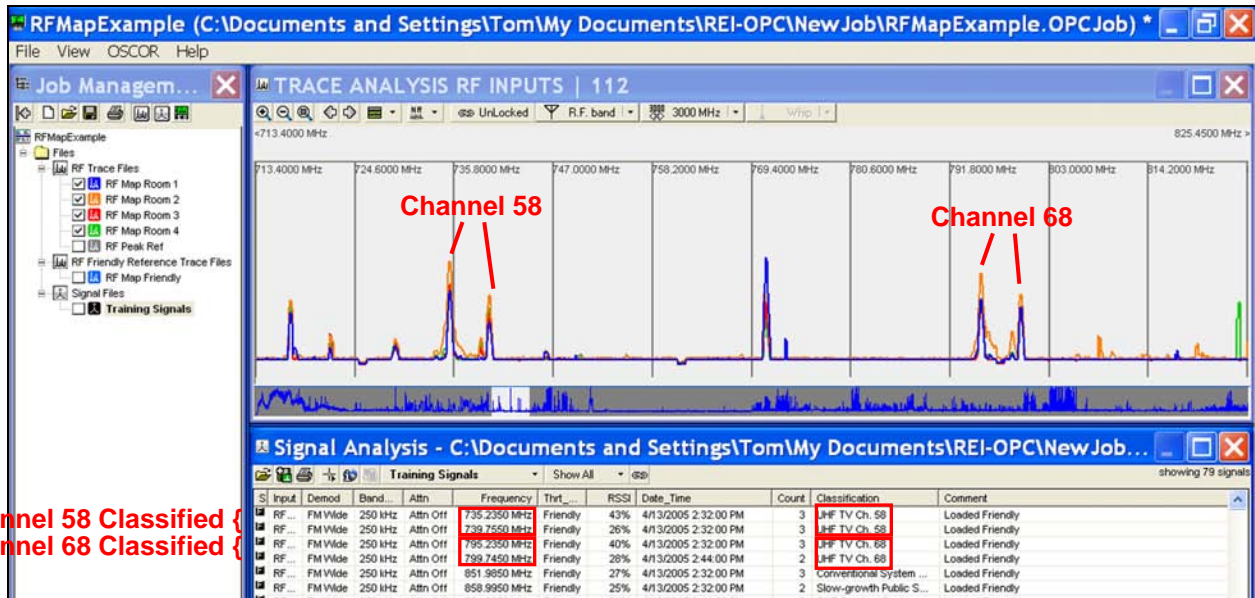 RFMapExample (C:\Documents and Settings\Tom\My Documents\REI-OPC\NewJob\RFMapExample.OPCJob) *
File View OSCOR Help
Job Managem...
RFMapExample
Files
RF Trace Files
RF Map Room 1
RF Map Room 2
RF Map Room 3
RF Map Room 4
RF Peak Ref
RF Friendly Reference Trace Files
RF Map Friendly
Signal Files
Training Signals
TRACE ANALYSIS RF INPUTS | 112
UnLocked R.F. band 3000 MHz Whip
<713.4000 MHz 825.4500 MHz >
713.4000 MHz 724.6000 MHz 735.8000 MHz 747.0000 MHz 758.2000 MHz 769.4000 MHz 780.6000 MHz 791.8000 MHz 803.0000 MHz 814.2000 MHz
Channel 58
Channel 68
Signal Analysis - C:\Documents and Settings\Tom\My Documents\REI-OPC\NewJob...
Training Signals Show All showing 79 signals
S Input Demod Band... Attn Frequency Thrt_... RSSI Date_Time Count Classification Comment
nnel 58 Classified { RF... FM Wide 250 kHz Attn Off 735.2350 MHz Friendly 43% 4/13/2005 2:32:00 PM 3 UHF TV Ch. 58 Loaded Friendly
RF... FM Wide 250 kHz Attn Off 739.7550 MHz Friendly 26% 4/13/2005 2:32:00 PM 3 UHF TV Ch. 58 Loaded Friendly
nnel 68 Classified { RF... FM Wide 250 kHz Attn Off 795.2350 MHz Friendly 40% 4/13/2005 2:32:00 PM 3 UHF TV Ch. 68 Loaded Friendly
RF... FM Wide 250 kHz Attn Off 799.7450 MHz Friendly 28% 4/13/2005 2:44:00 PM 2 UHF TV Ch. 68 Loaded Friendly
RF... FM Wide 250 kHz Attn Off 851.9850 MHz Friendly 27% 4/13/2005 2:32:00 PM 3 Conventional System ... Loaded Friendly
RF... FM Wide 250 kHz Attn Off 858.9950 MHz Friendly 25% 4/13/2005 2:32:00 PM 2 Slow-growth Public S... Loaded Friendly